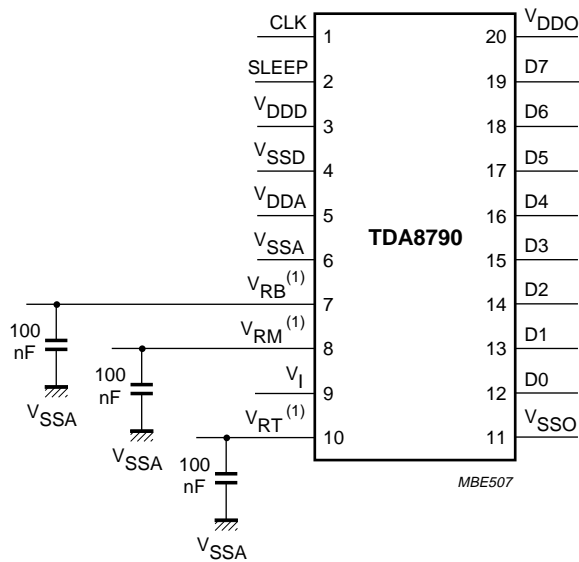 CLK 1 20 VDDO
SLEEP 2 19 D7
VDDD 3 18 D6
VSSD 4 17 D5
VDDA 5 16 D4
TDA8790
VSSA 6 15 D3
VRB(1) 7 14 D2
100 nF
VSSA
VRM(1) 8 13 D1
100 nF
VSSA
VI 9 12 D0
VRT(1) 10 11 VSSO
100 nF
VSSA
MBE507